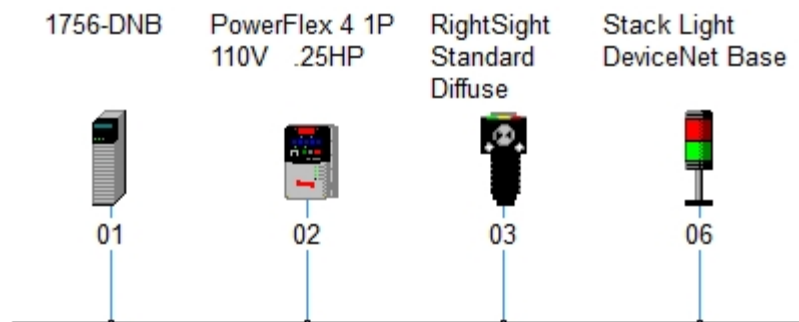 1756-DNB
PowerFlex 4 1P
110V .25HP
RightSight
Standard
Diffuse
Stack Light
DeviceNet Base
01
02
03
06